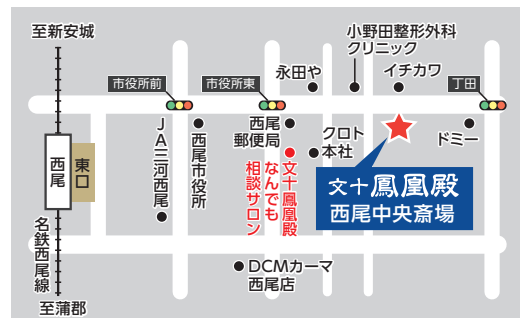 至新安城
小野田整形外科
クリニック
永田や
イチカワ
市役所前
市役所東
丁田
JA三河西尾
西尾市役所
西尾
郵便局
クロト
本社
ドミー
文十鳳凰殿
なんでも
相談サロン
文十鳳凰殿
西尾中央斎場
西尾
東口
名鉄西尾線
DCMカーマ
西尾店
至蒲郡